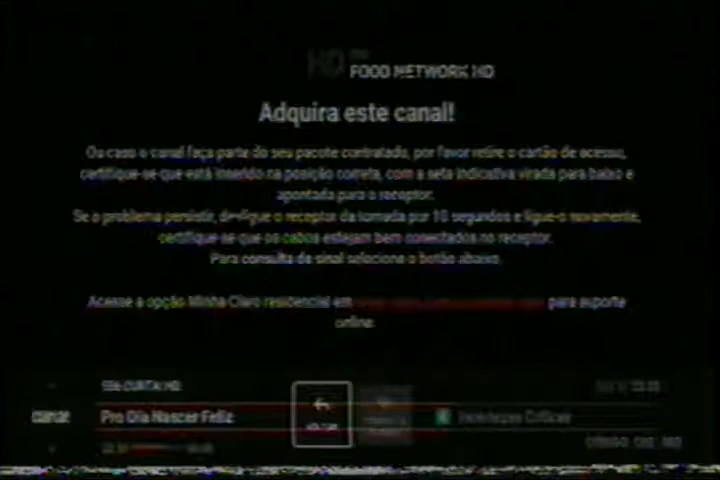 HD
FOOD NETWORK HD
Adquira este canal!
Ou caso o canal faça parte do seu pacote contratado, por favor retire o cartão de acesso,
certifique-se que está inserido na posição correta, com a seta indicativa virada para baixo e
apontada para o receptor.
Se o problema persistir, desligue o receptor da tomada por 10 segundos e ligue-o novamente,
certifique-se que os cabos estejam bem conectados no receptor.
Para consulta de sinal selecione o botão abaixo.
Acesse a opção Minha Claro residencial em para suporte
online.
CURTA! HD
canal
Pro Dia Nascer Feliz
VOLTAR